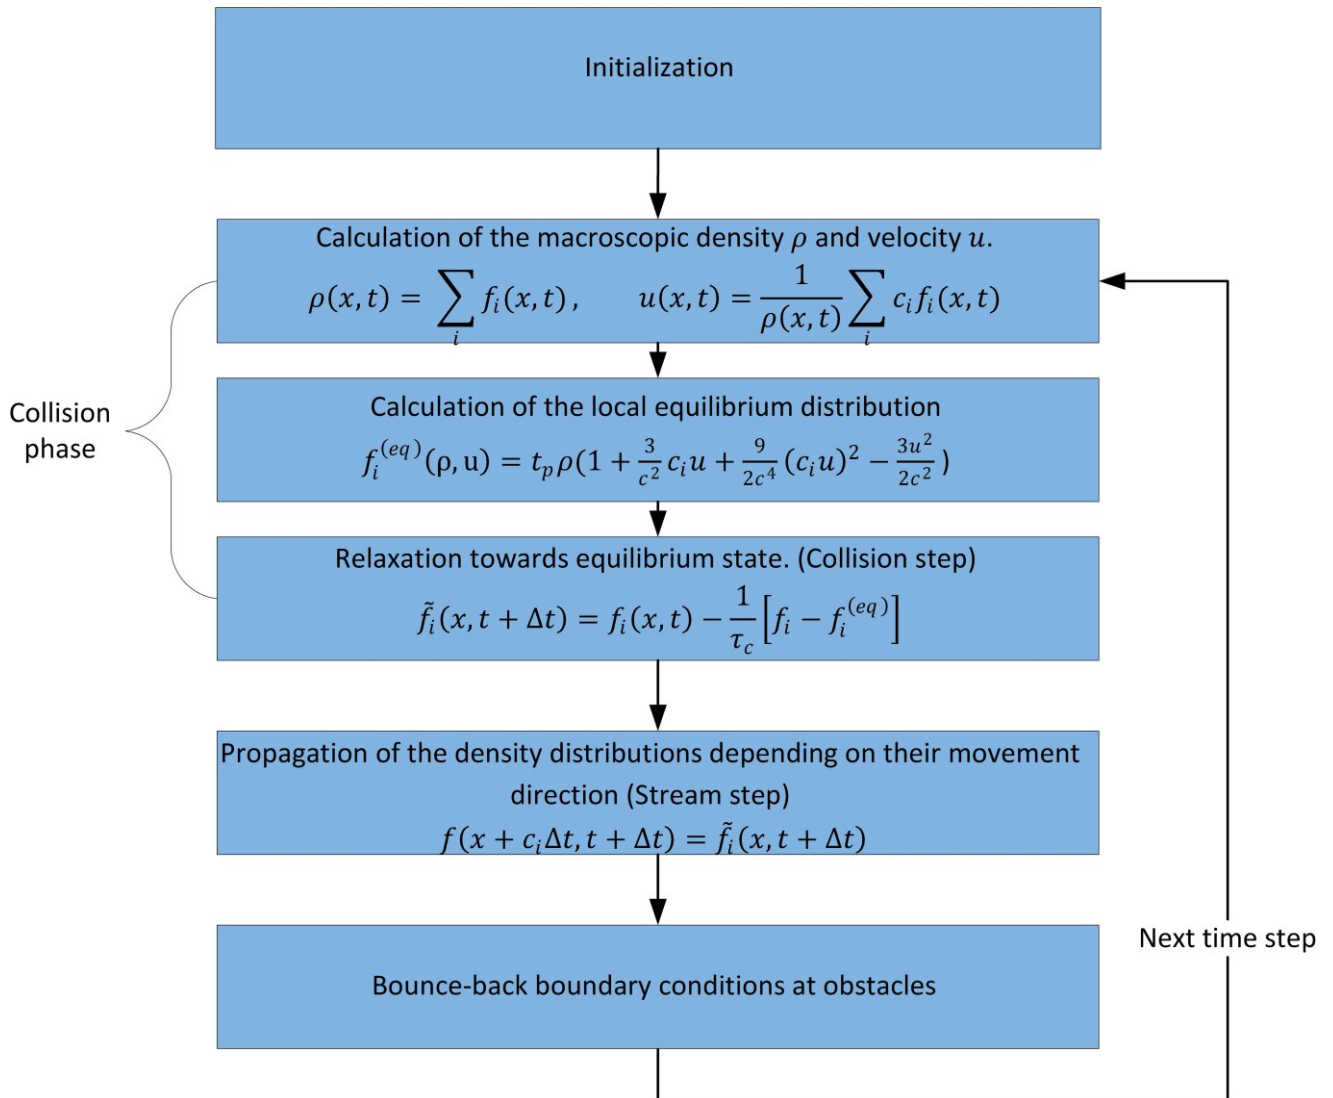 Initialization
Calculation of the macroscopic density ρ and velocity u.
ρ(x, t) = ∑_i f_i(x, t) , u(x, t) = 1/ρ(x, t) ∑_i c_i f_i(x, t)
Calculation of the local equilibrium distribution
f_i^(eq)(ρ, u) = t_p ρ(1 + 3/c² c_i u + 9/2c⁴ (c_i u)² − 3u²/2c² )
Collision
phase
Relaxation towards equilibrium state. (Collision step)
f̃_i(x, t + Δt) = f_i(x, t) − 1/τ_c [f_i − f_i^(eq)]
Propagation of the density distributions depending on their movement
direction (Stream step)
f(x + c_iΔt, t + Δt) = f̃_i(x, t + Δt)
Next time step
Bounce-back boundary conditions at obstacles